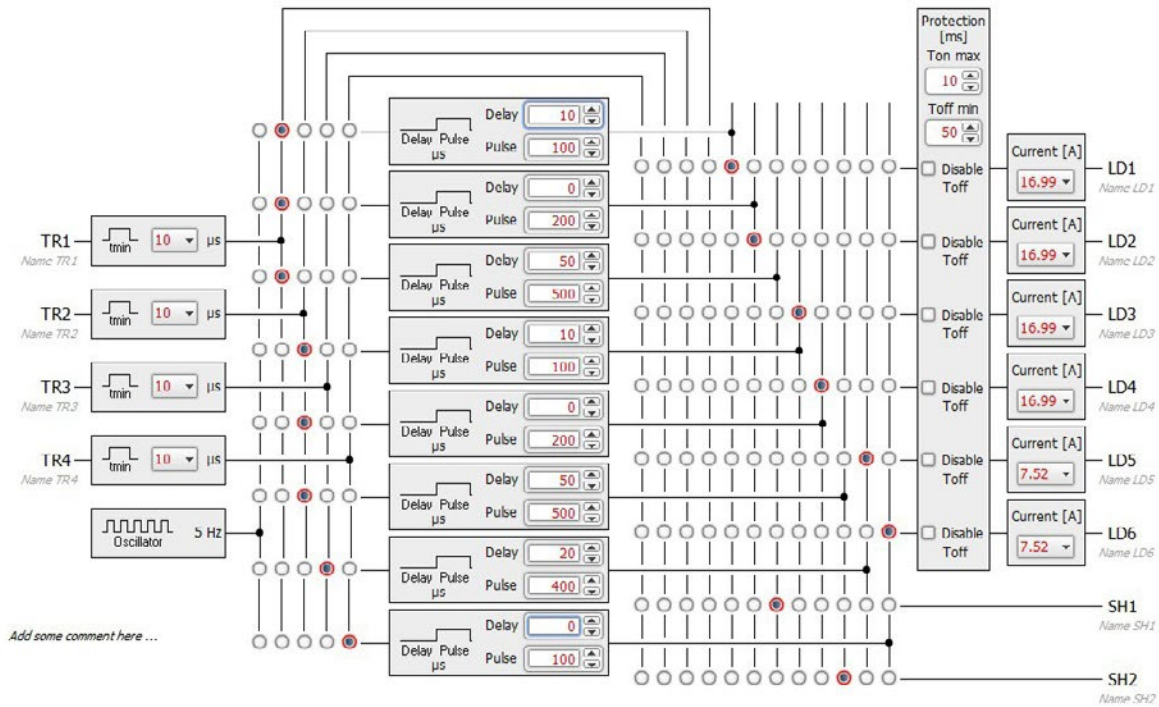 Protection
[ms]
Ton max
10
Toff min
50
Delay 10
Delay Pulse
µs
Pulse 100
Delay 0
Delay Pulse
µs
Pulse 200
Delay 50
Delay Pulse
µs
Pulse 500
Delay 10
Delay Pulse
µs
Pulse 100
Delay 0
Delay Pulse
µs
Pulse 200
Delay 50
Delay Pulse
µs
Pulse 500
Delay 20
Delay Pulse
µs
Pulse 400
Delay 0
Delay Pulse
µs
Pulse 100
TR1
Name TR1
tmin
10 µs
TR2
Name TR2
tmin
10 µs
TR3
Name TR3
tmin
10 µs
TR4
Name TR4
tmin
10 µs
Oscillator
5 Hz
Add some comment here ...
Disable
Toff
Current [A]
16.99
LD1
Name LD1
Disable
Toff
Current [A]
16.99
LD2
Name LD2
Disable
Toff
Current [A]
16.99
LD3
Name LD3
Disable
Toff
Current [A]
16.99
LD4
Name LD4
Disable
Toff
Current [A]
7.52
LD5
Name LD5
Disable
Toff
Current [A]
7.52
LD6
Name LD6
SH1
Name SH1
SH2
Name SH2